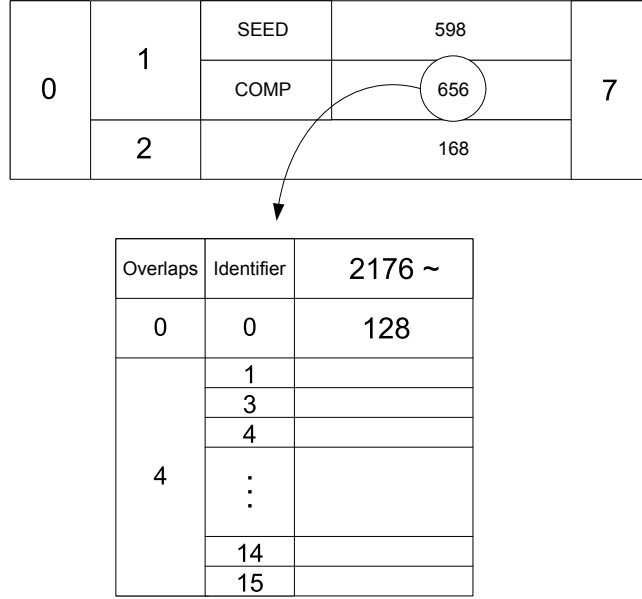 0 1 SEED 598 7
COMP 656
2 168
Overlaps Identifier 2176 ~
0 0 128
1
3
4
4
⋮
14
15